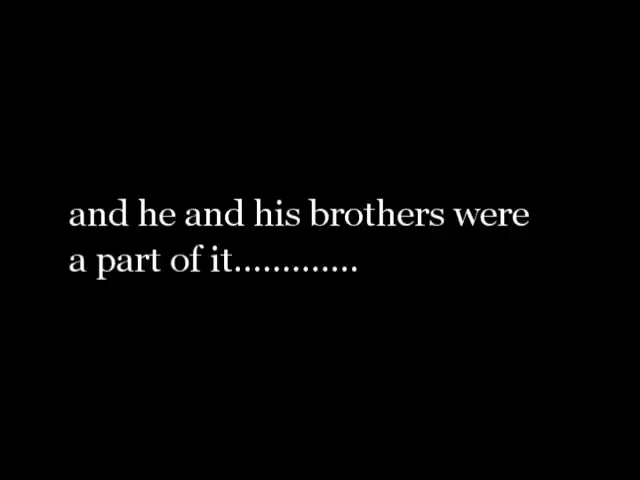 and he and his brothers were
a part of it.............